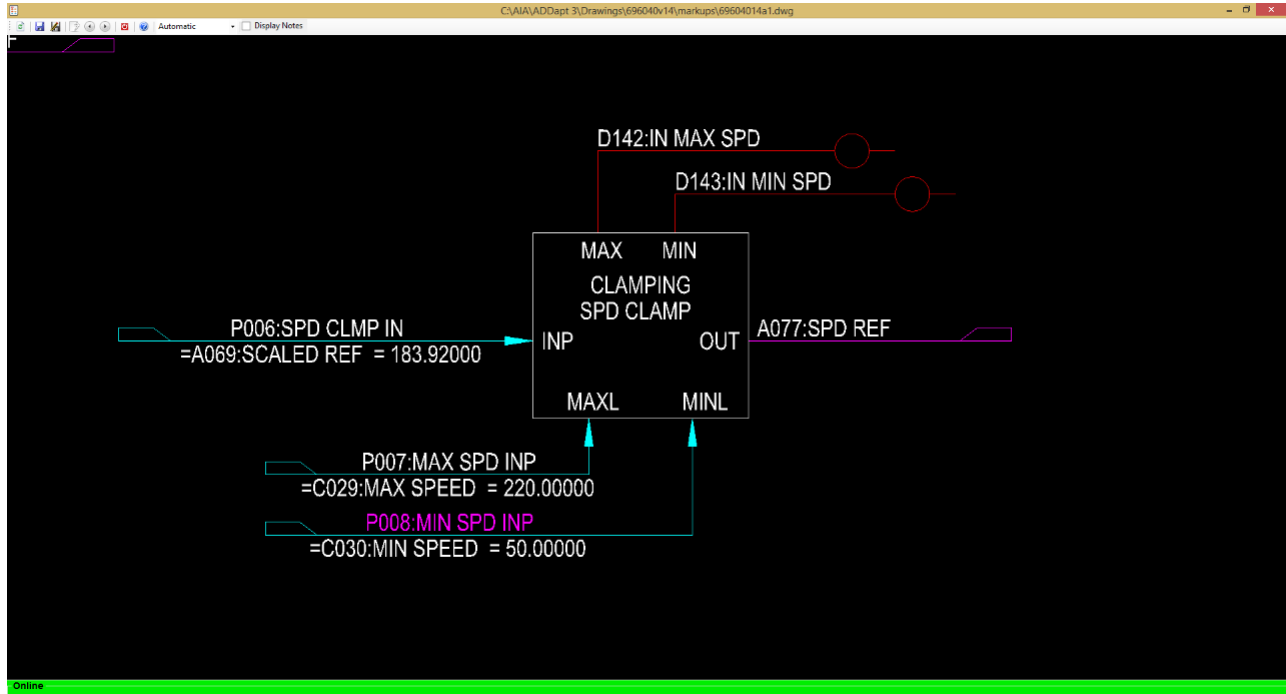 C:\AIA\ADDapt 3\Drawings\696040v14\markups\69604014a1.dwg
Automatic
Display Notes
D142:IN MAX SPD
D143:IN MIN SPD
MAX MIN
CLAMPING
SPD CLAMP
P006:SPD CLMP IN
A077:SPD REF
INP OUT
=A069:SCALED REF = 183.92000
MAXL MINL
P007:MAX SPD INP
=C029:MAX SPEED = 220.00000
P008:MIN SPD INP
=C030:MIN SPEED = 50.00000
Online